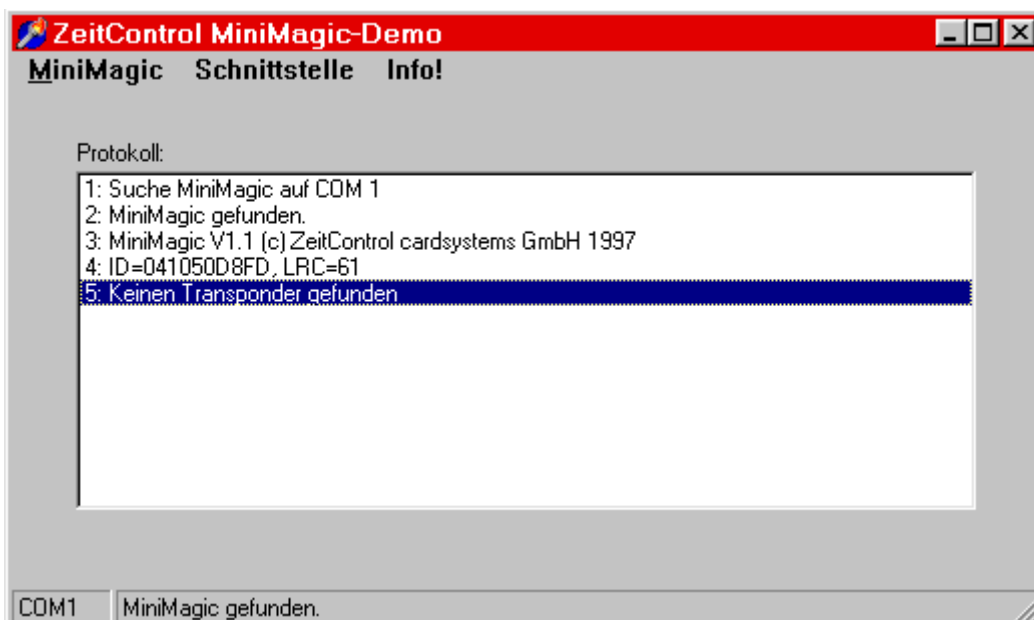 ZeitControl MiniMagic-Demo
MiniMagic Schnittstelle Info!
Protokoll:
1: Suche MiniMagic auf COM 1
2: MiniMagic gefunden.
3: MiniMagic V1.1 (c) ZeitControl cardsystems GmbH 1997
4: ID=041050D8FD, LRC=61
5: Keinen Transponder gefunden
COM1 MiniMagic gefunden.